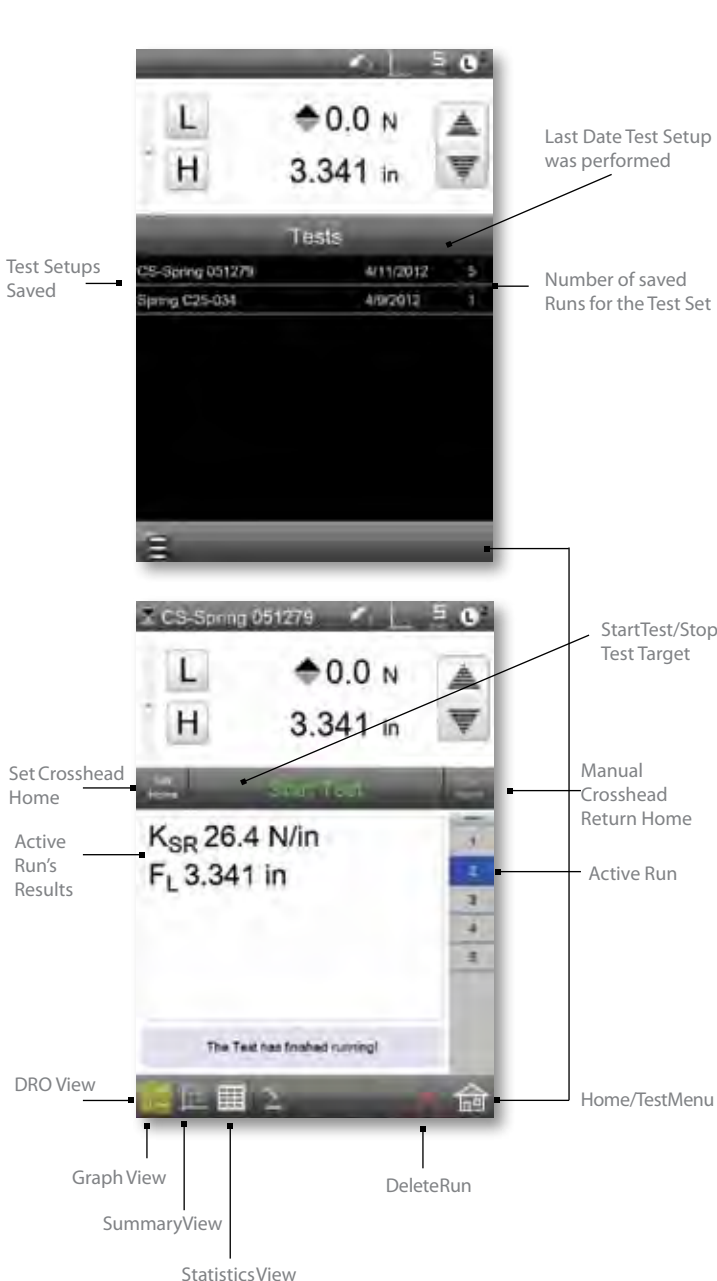 L
0.0 N
H
3.341 in
Last Date Test Setup
was performed
Tests
Test Setups
Saved
CS-Spring 051279 4/11/2012 5
Spring C25-034 4/9/2012 1
Number of saved
Runs for the Test Set
CS-Spring 051279
L
0.0 N
H
3.341 in
StartTest/Stop
Test Target
Set Crosshead
Home
Set
Home
Start Test
Manual
Crosshead
Return Home
Active
Run's
Results
KSR 26.4 N/in
FL 3.341 in
1
2
3
4
5
Active Run
The Test has finished running!
DRO View
Home/TestMenu
Graph View
DeleteRun
SummaryView
StatisticsView